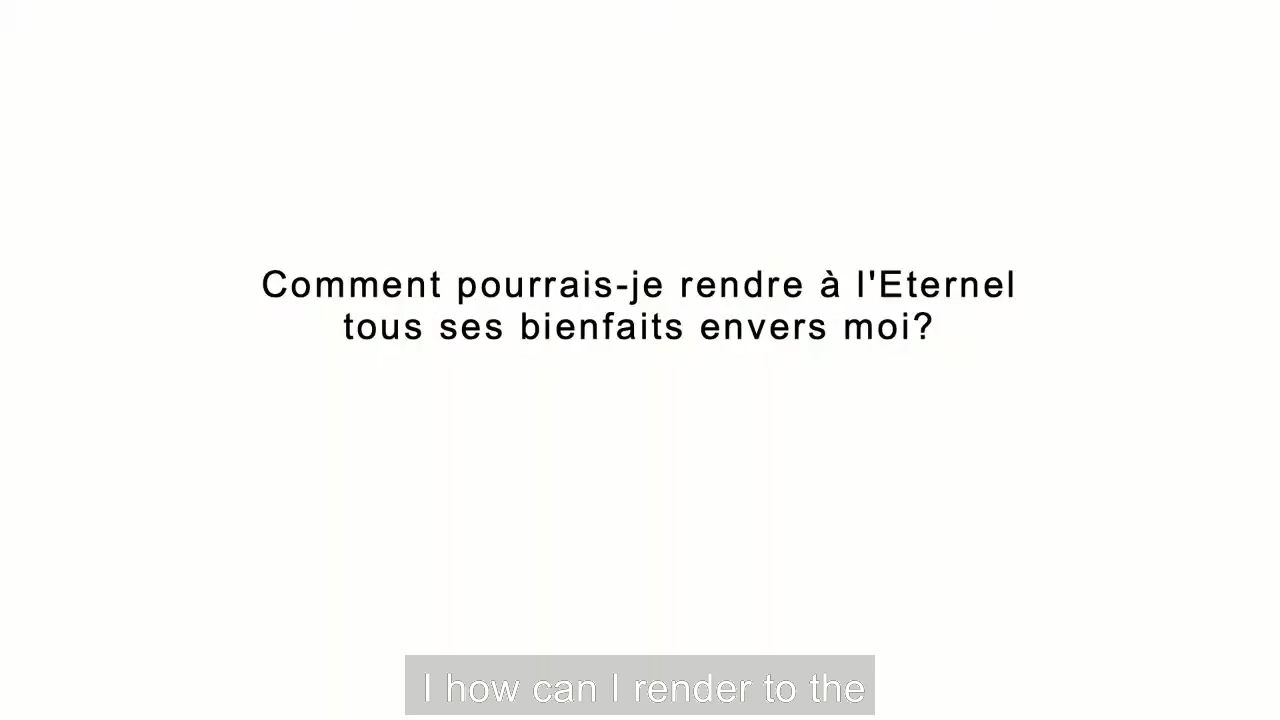 Comment pourrais-je rendre à l'Eternel
tous ses bienfaits envers moi?
I how can I render to the